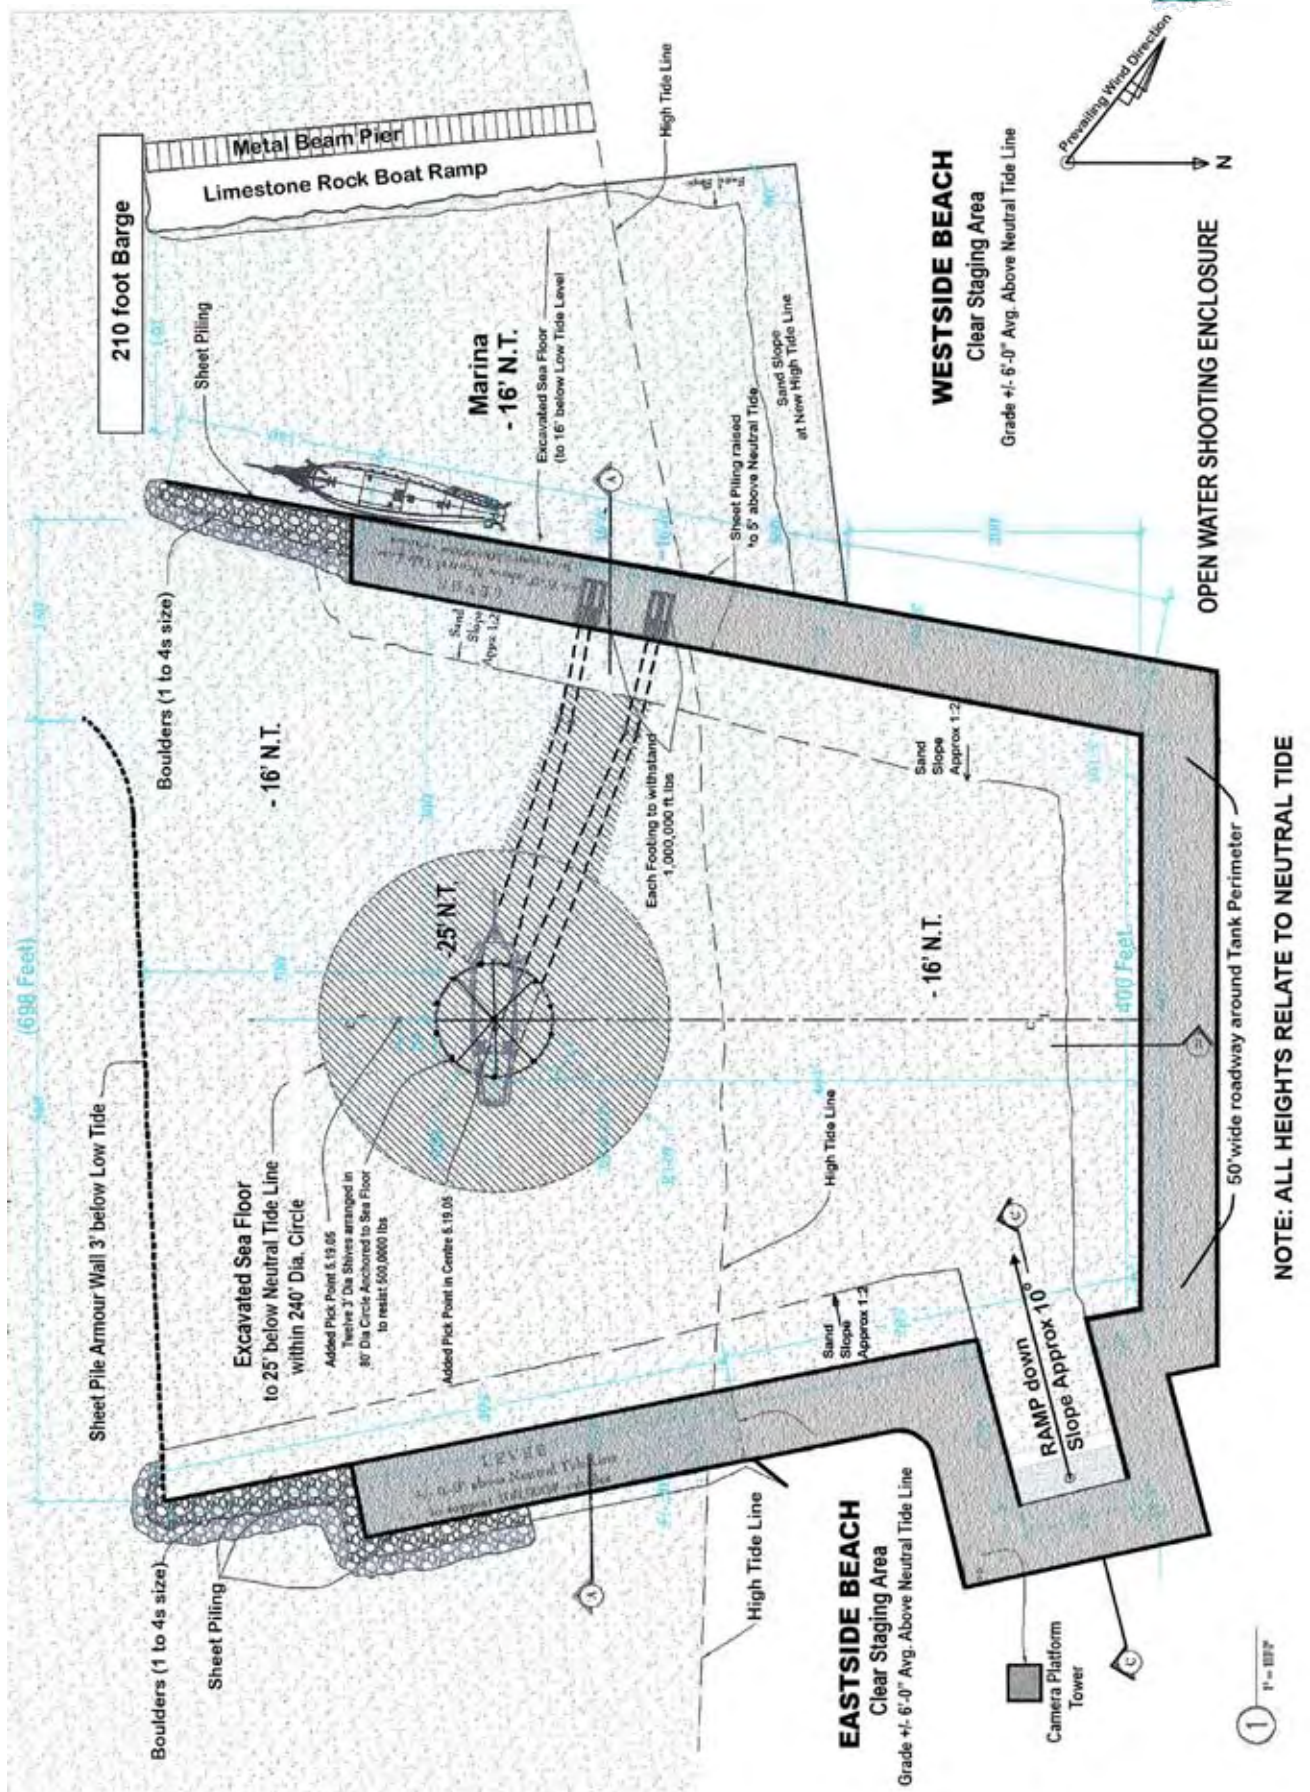 (698 Feet)
Sheet Pile Armour Wall 3' below Low Tide
210 foot Barge
Metal Beam Pier
Limestone Rock Boat Ramp
High Tide Line
Prevailing Wind Direction
N
Sheet Piling
Boulders (1 to 4s size)
- 16' N.T.
Marina
- 16' N.T.
Excavated Sea Floor
(to 16' below Low Tide Level)
A
Sand Slope
at New High Tide Line
Sheet Piling raised
to 5' above Neutral Tide
Sand
Slope
Appx 1:2
WESTSIDE BEACH
Clear Staging Area
Grade +/- 6'-0" Avg. Above Neutral Tide Line
OPEN WATER SHOOTING ENCLOSURE
Excavated Sea Floor
to 25' below Neutral Tide Line
within 240' Dia. Circle
Added Pick Point 5.19.05
Twelve 3' Dia Shives arranged in
80' Dia Circle Anchored to Sea Floor
to resist 500,0000 lbs
Added Pick Point in Centre 5.19.05
-25' N.T.
Each Footing to withstand
1,000,000 ft.lbs
Sand
Slope
Approx 1:2
- 16' N.T.
400 Feet
High Tide Line
Sand
Slope
Approx 1:2
RAMP down
Slope Approx 10°
C
50' wide roadway around Tank Perimeter
NOTE: ALL HEIGHTS RELATE TO NEUTRAL TIDE
Boulders (1 to 4s size)
Sheet Piling
A
High Tide Line
EASTSIDE BEACH
Clear Staging Area
Grade +/- 6'-0" Avg. Above Neutral Tide Line
Camera Platform
Tower
C
1